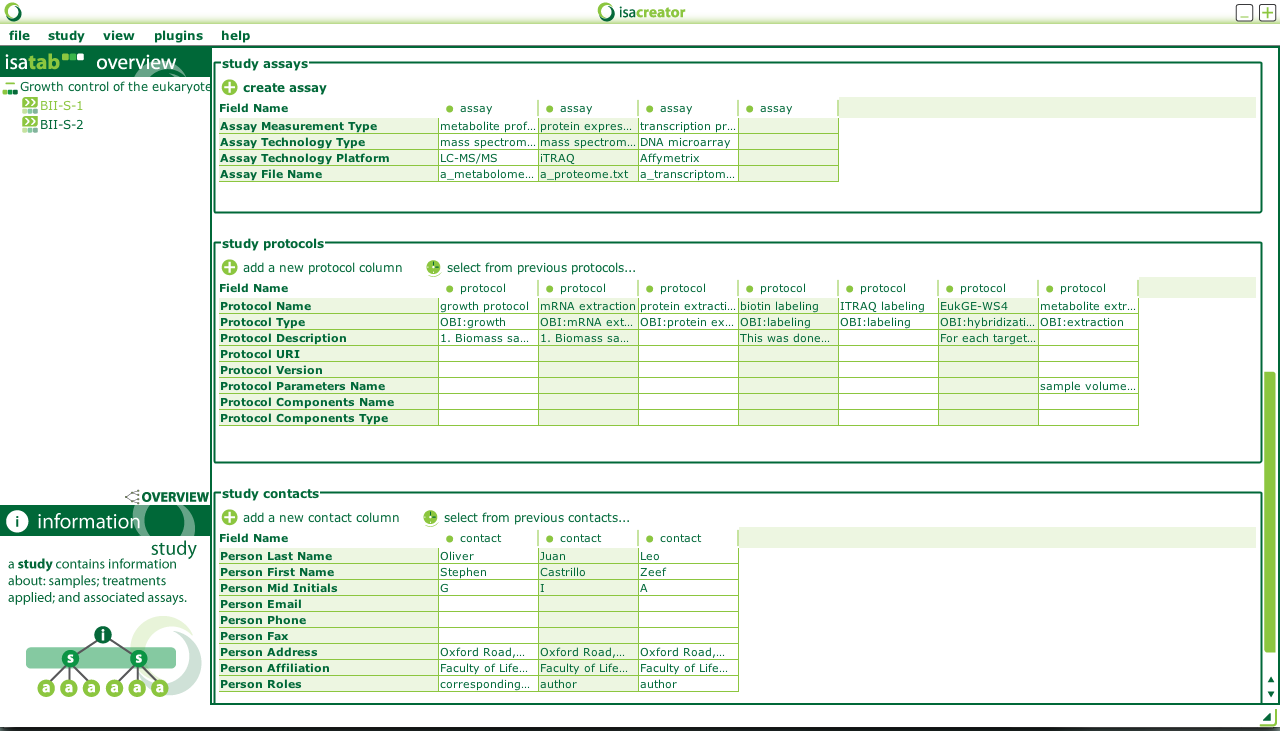 isacreator
file study view plugins help
isatab overview
Growth control of the eukaryote
BII-S-1
BII-S-2
study assays
create assay
Field Name assay assay assay assay
Assay Measurement Type metabolite prof... protein expres... transcription pr...
Assay Technology Type mass spectrom... mass spectrom... DNA microarray
Assay Technology Platform LC-MS/MS iTRAQ Affymetrix
Assay File Name a_metabolome... a_proteome.txt a_transcriptom...
study protocols
add a new protocol column select from previous protocols...
Field Name protocol protocol protocol protocol protocol protocol protocol
Protocol Name growth protocol mRNA extraction protein extracti... biotin labeling ITRAQ labeling EukGE-WS4 metabolite extr...
Protocol Type OBI:growth OBI:mRNA ext... OBI:protein ex... OBI:labeling OBI:labeling OBI:hybridizati... OBI:extraction
Protocol Description 1. Biomass sa... 1. Biomass sa... This was done... For each target...
Protocol URI
Protocol Version
Protocol Parameters Name sample volume...
Protocol Components Name
Protocol Components Type
study contacts
add a new contact column select from previous contacts...
Field Name contact contact contact
Person Last Name Oliver Juan Leo
Person First Name Stephen Castrillo Zeef
Person Mid Initials G I A
Person Email
Person Phone
Person Fax
Person Address Oxford Road,... Oxford Road,... Oxford Road,...
Person Affiliation Faculty of Life... Faculty of Life... Faculty of Life...
Person Roles corresponding... author author
OVERVIEW
i information
study
a study contains information
about: samples; treatments
applied; and associated assays.
i
s s
a a a a a a